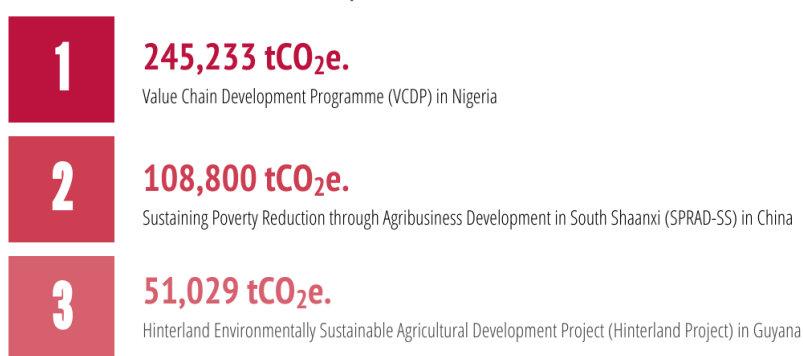 1
245,233 tCO₂e.
Value Chain Development Programme (VCDP) in Nigeria
2
108,800 tCO₂e.
Sustaining Poverty Reduction through Agribusiness Development in South Shaanxi (SPRAD-SS) in China
3
51,029 tCO₂e.
Hinterland Environmentally Sustainable Agricultural Development Project (Hinterland Project) in Guyana